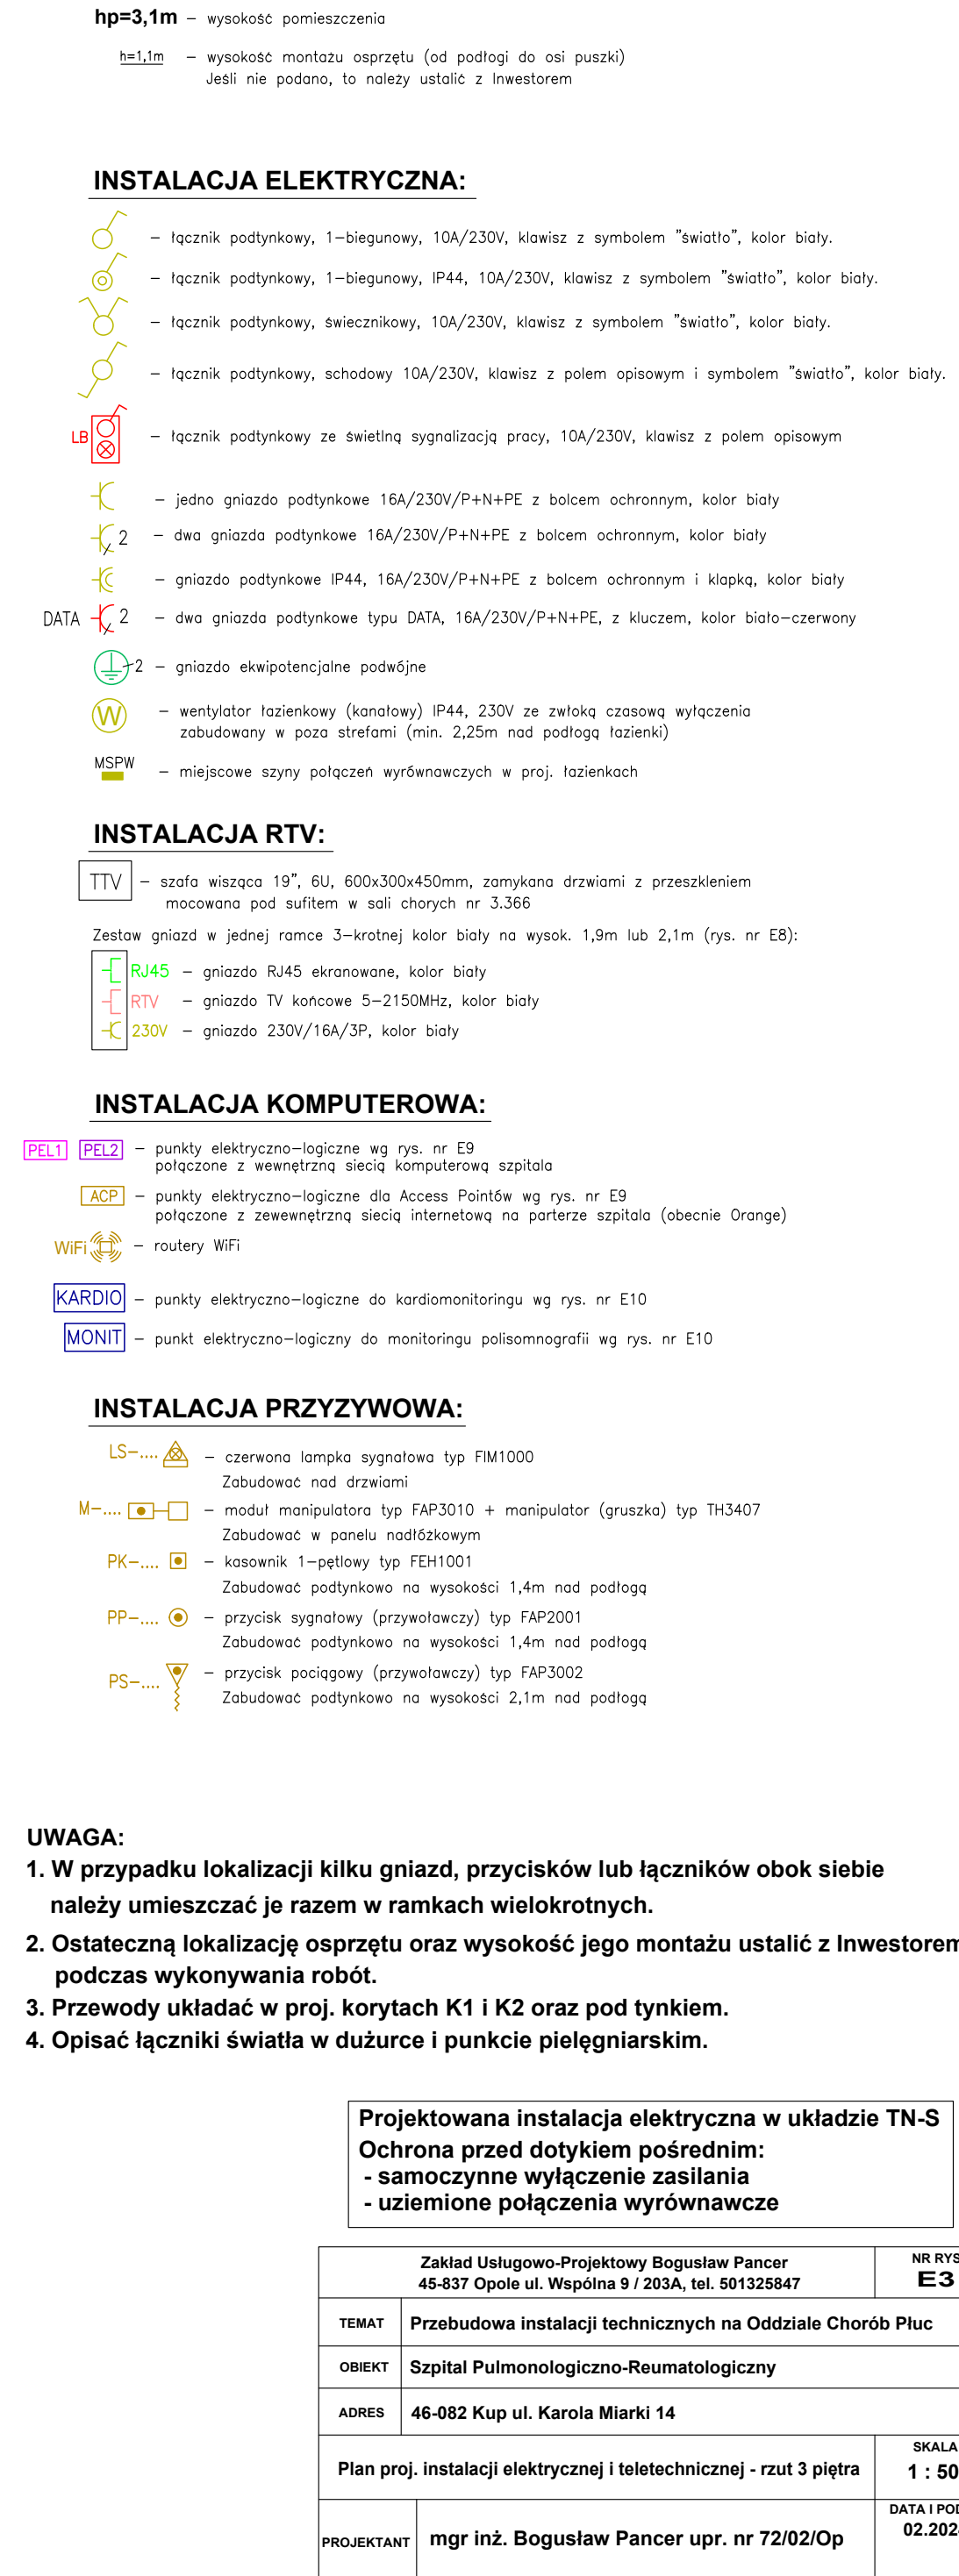 hp=3,1m – wysokość pomieszczenia
h=1,1m – wysokość montażu osprzętu (od podłogi do osi puszki)
Jeśli nie podano, to należy ustalić z Inwestorem
INSTALACJA ELEKTRYCZNA:
– łącznik podtynkowy, 1–biegunowy, 10A/230V, klawisz z symbolem "światło", kolor biały.
– łącznik podtynkowy, 1–biegunowy, IP44, 10A/230V, klawisz z symbolem "światło", kolor biały.
– łącznik podtynkowy, świecznikowy, 10A/230V, klawisz z symbolem "światło", kolor biały.
– łącznik podtynkowy, schodowy 10A/230V, klawisz z polem opisowym i symbolem "światło", kolor biały.
LB – łącznik podtynkowy ze świetlną sygnalizacją pracy, 10A/230V, klawisz z polem opisowym
– jedno gniazdo podtynkowe 16A/230V/P+N+PE z bolcem ochronnym, kolor biały
2 – dwa gniazda podtynkowe 16A/230V/P+N+PE z bolcem ochronnym, kolor biały
– gniazdo podtynkowe IP44, 16A/230V/P+N+PE z bolcem ochronnym i klapką, kolor biały
DATA 2 – dwa gniazda podtynkowe typu DATA, 16A/230V/P+N+PE, z kluczem, kolor biało–czerwony
2 – gniazdo ekwipotencjalne podwójne
W – wentylator łazienkowy (kanałowy) IP44, 230V ze zwłoką czasową wyłączenia
zabudowany w poza strefami (min. 2,25m nad podłogą łazienki)
MSPW – miejscowe szyny połączeń wyrównawczych w proj. łazienkach
INSTALACJA RTV:
TTV – szafa wisząca 19", 6U, 600x300x450mm, zamykana drzwiami z przeszkleniem
mocowana pod sufitem w sali chorych nr 3.366
Zestaw gniazd w jednej ramce 3–krotnej kolor biały na wysok. 1,9m lub 2,1m (rys. nr E8):
RJ45 – gniazdo RJ45 ekranowane, kolor biały
RTV – gniazdo TV końcowe 5–2150MHz, kolor biały
230V – gniazdo 230V/16A/3P, kolor biały
INSTALACJA KOMPUTEROWA:
PEL1 PEL2 – punkty elektryczno–logiczne wg rys. nr E9
połączone z wewnętrzną siecią komputerową szpitala
ACP – punkty elektryczno–logiczne dla Access Pointów wg rys. nr E9
połączone z zewewnętrzną siecią internetową na parterze szpitala (obecnie Orange)
WiFi – routery WiFi
KARDIO – punkty elektryczno–logiczne do kardiomonitoringu wg rys. nr E10
MONIT – punkt elektryczno–logiczny do monitoringu polisomnografii wg rys. nr E10
INSTALACJA PRZYZYWOWA:
LS–.... – czerwona lampka sygnałowa typ FIM1000
Zabudować nad drzwiami
M–.... – moduł manipulatora typ FAP3010 + manipulator (gruszka) typ TH3407
Zabudować w panelu nadłóżkowym
PK–.... – kasownik 1–pętlowy typ FEH1001
Zabudować podtynkowo na wysokości 1,4m nad podłogą
PP–.... – przycisk sygnałowy (przywoławczy) typ FAP2001
Zabudować podtynkowo na wysokości 1,4m nad podłogą
PS–.... – przycisk pociągowy (przywoławczy) typ FAP3002
Zabudować podtynkowo na wysokości 2,1m nad podłogą
UWAGA:
1. W przypadku lokalizacji kilku gniazd, przycisków lub łączników obok siebie
należy umieszczać je razem w ramkach wielokrotnych.
2. Ostateczną lokalizację osprzętu oraz wysokość jego montażu ustalić z Inwestorem
podczas wykonywania robót.
3. Przewody układać w proj. korytach K1 i K2 oraz pod tynkiem.
4. Opisać łączniki światła w dużurce i punkcie pielęgniarskim.
Projektowana instalacja elektryczna w układzie TN-S
Ochrona przed dotykiem pośrednim:
- samoczynne wyłączenie zasilania
- uziemione połączenia wyrównawcze
Zakład Usługowo-Projektowy Bogusław Pancer
45-837 Opole ul. Wspólna 9 / 203A, tel. 501325847
NR RYS
E3
TEMAT Przebudowa instalacji technicznych na Oddziale Chorób Płuc
OBIEKT Szpital Pulmonologiczno-Reumatologiczny
ADRES 46-082 Kup ul. Karola Miarki 14
Plan proj. instalacji elektrycznej i teletechnicznej - rzut 3 piętra
SKALA
1 : 50
PROJEKTANT mgr inż. Bogusław Pancer upr. nr 72/02/Op
DATA I